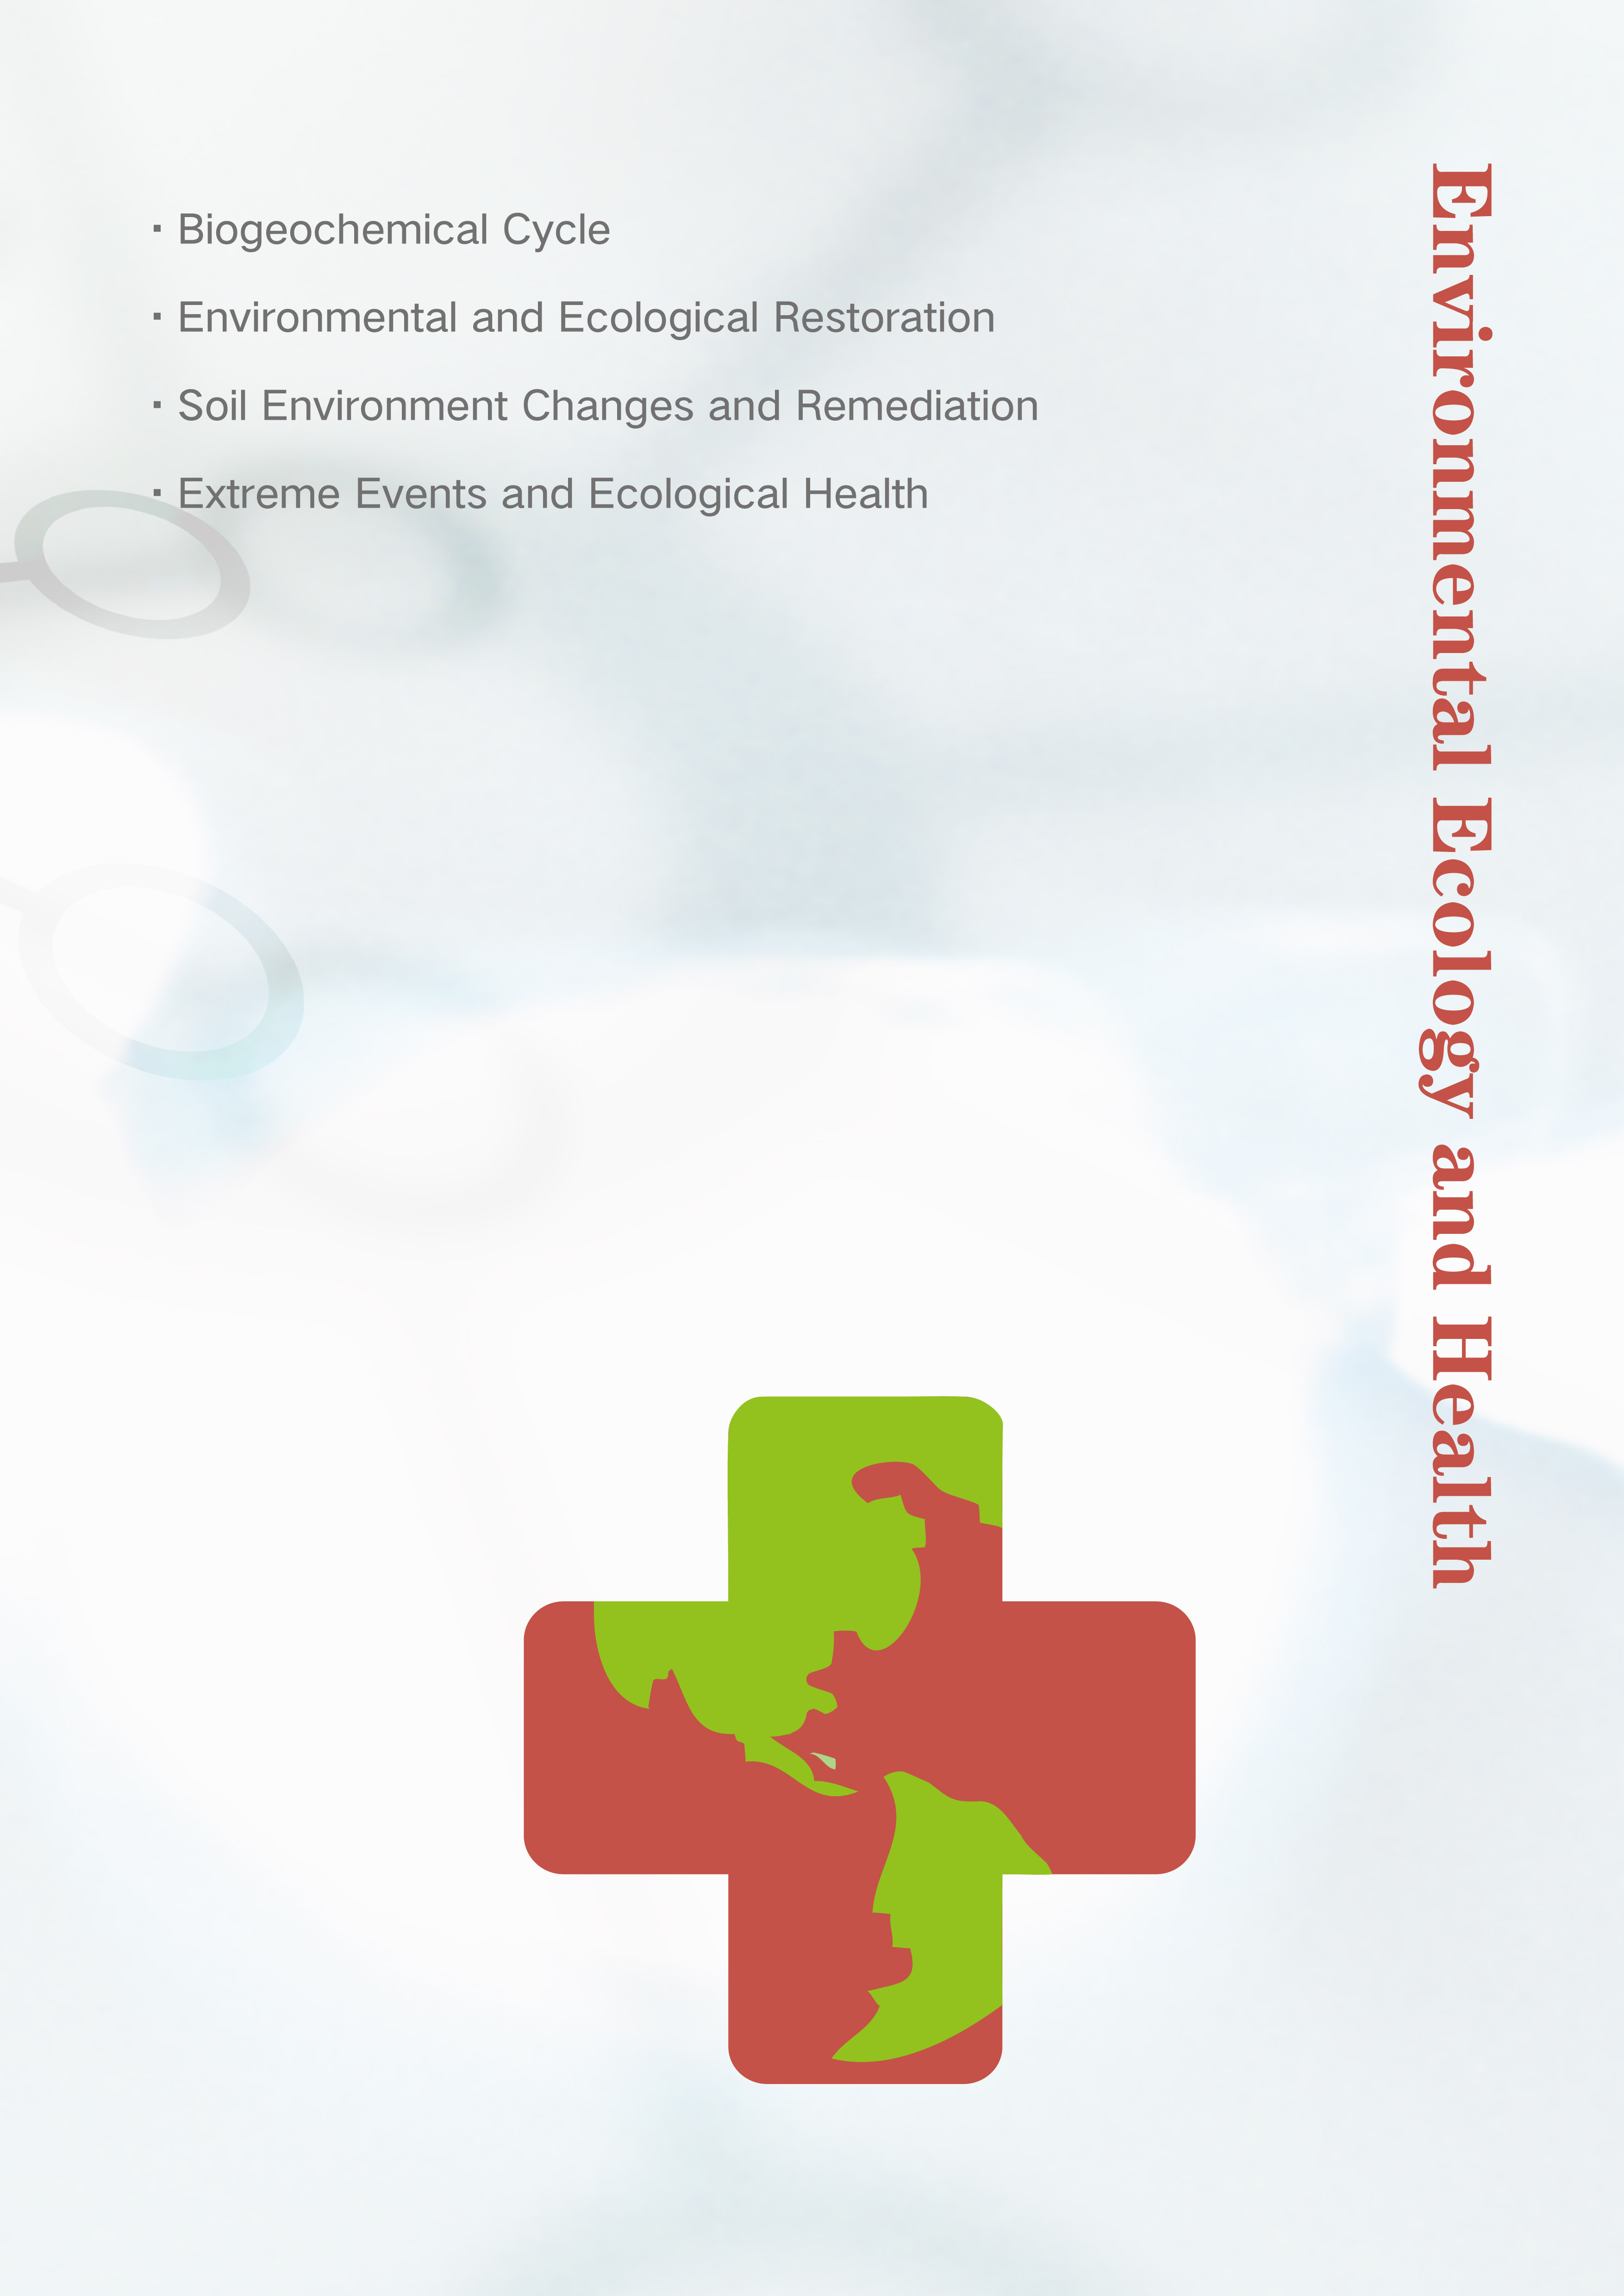 · Biogeochemical Cycle
· Environmental and Ecological Restoration
· Soil Environment Changes and Remediation
· Extreme Events and Ecological Health
Environmental Ecology and Health